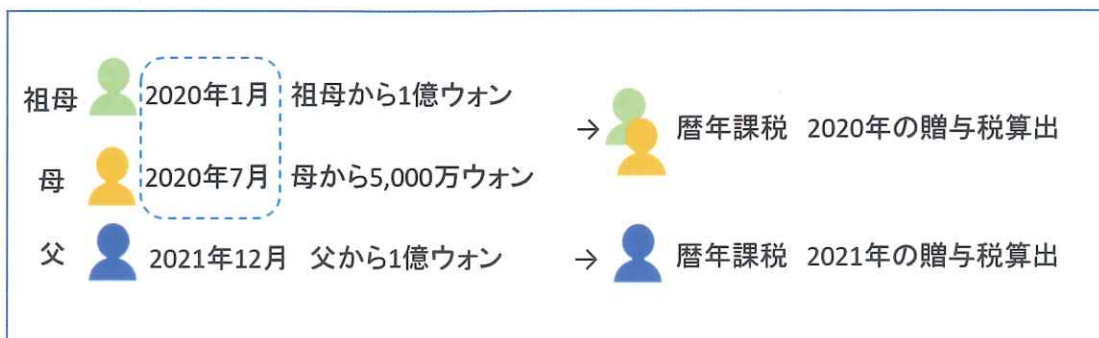 祖母 2020年1月 祖母から1億ウォン
→ 暦年課税 2020年の贈与税算出
母 2020年7月 母から5,000万ウォン
父 2021年12月 父から1億ウォン → 暦年課税 2021年の贈与税算出